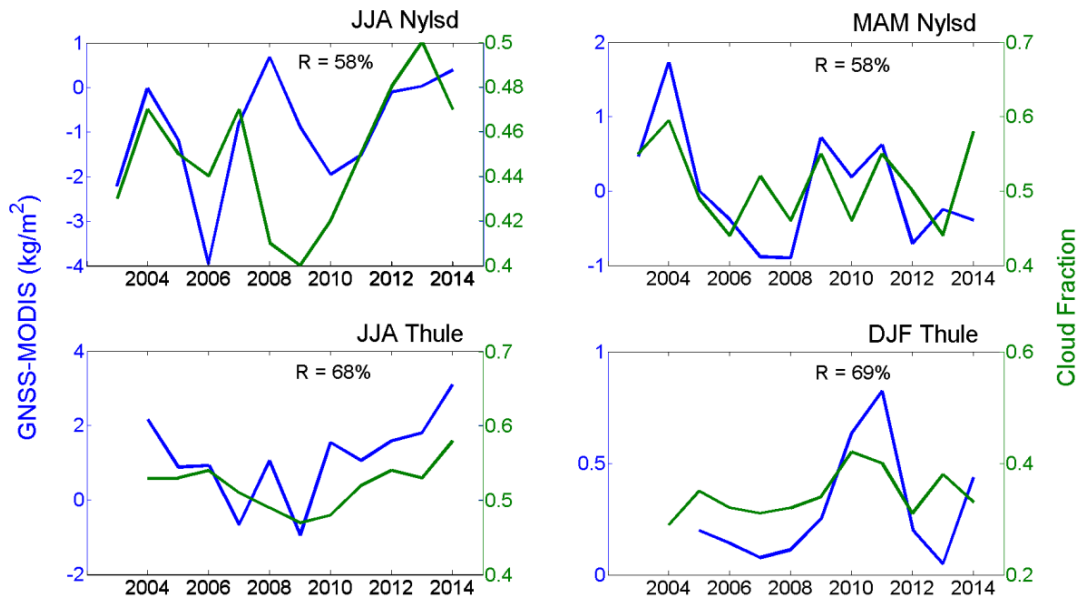 JJA Nylsd
MAM Nylsd
R = 58%
R = 58%
1
0
-1
-2
-3
-4
0.5
0.48
0.46
0.44
0.42
0.4
2
1
0
-1
0.7
0.6
0.5
0.4
2004 2006 2008 2010 2012 2014
2004 2006 2008 2010 2012 2014
GNSS-MODIS (kg/m²)
Cloud Fraction
JJA Thule
DJF Thule
R = 68%
R = 69%
4
2
0
-2
0.7
0.6
0.5
0.4
1
0.5
0
0.6
0.4
0.2
2004 2006 2008 2010 2012 2014
2004 2006 2008 2010 2012 2014